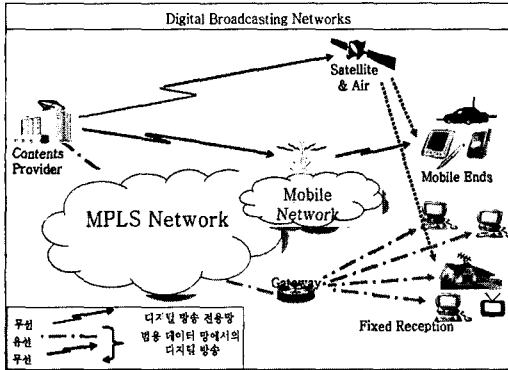 Digital Broadcasting Networks
Satellite
& Air
Contents
Provider
Mobile Ends
MPLS Network
Mobile
Network
Gateway
Fixed Reception
무선
디지털 방송 전용망
유선
범용 데이터 망에서의
무선
디지털 방송